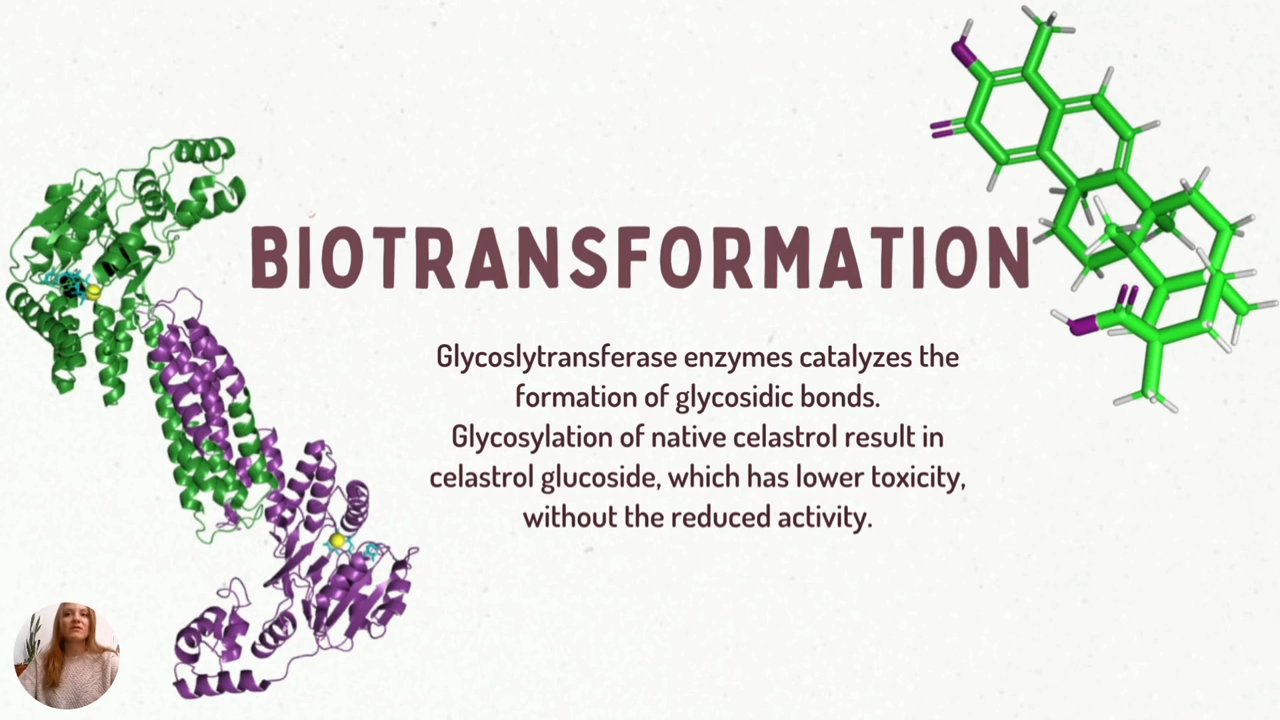 BIOTRANSFORMATION
Glycoslytransferase enzymes catalyzes the
formation of glycosidic bonds.
Glycosylation of native celastrol result in
celastrol glucoside, which has lower toxicity,
without the reduced activity.